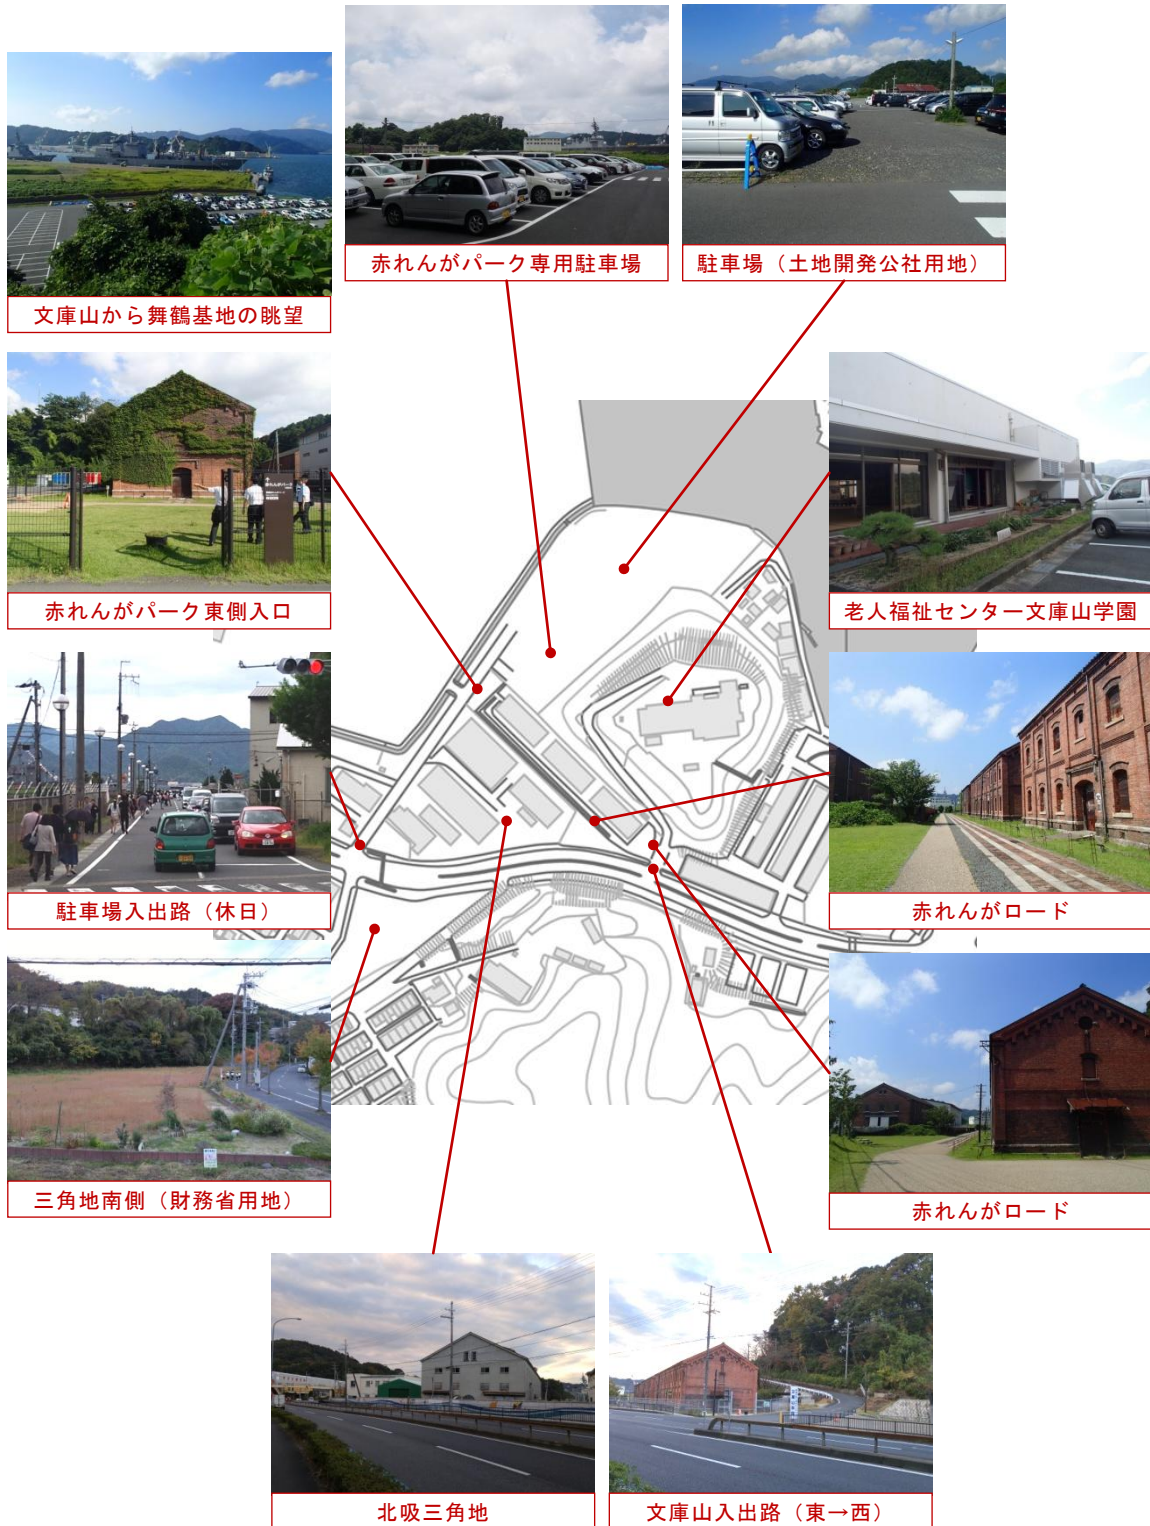 文庫山から舞鶴基地の眺望
赤れんがパーク専用駐車場
駐車場（土地開発公社用地）
赤れんがパーク東側入口
老人福祉センター文庫山学園
駐車場入出路（休日）
赤れんがロード
三角地南側（財務省用地）
赤れんがロード
北吸三角地
文庫山入出路（東→西）